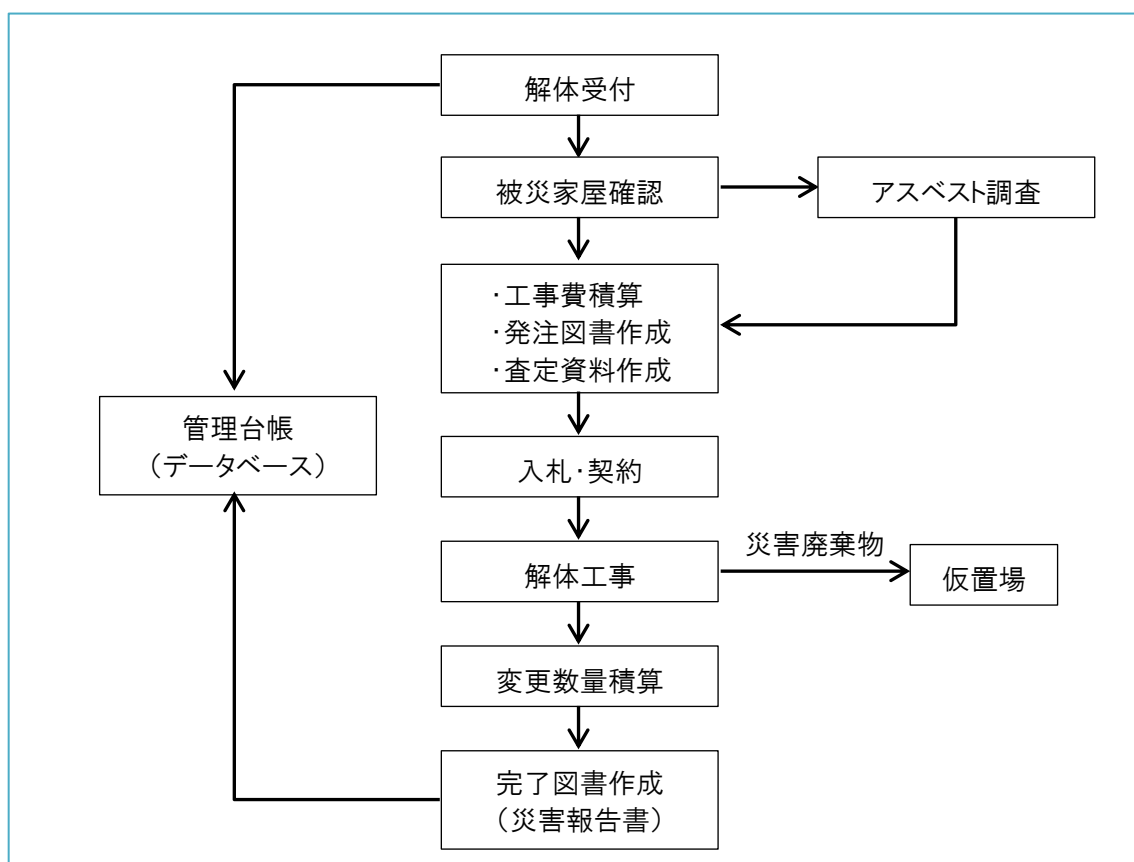 解体受付
被災家屋確認
アスベスト調査
・工事費積算
・発注図書作成
・査定資料作成
管理台帳
（データベース）
入札・契約
災害廃棄物
解体工事
仮置場
変更数量積算
完了図書作成
（災害報告書）